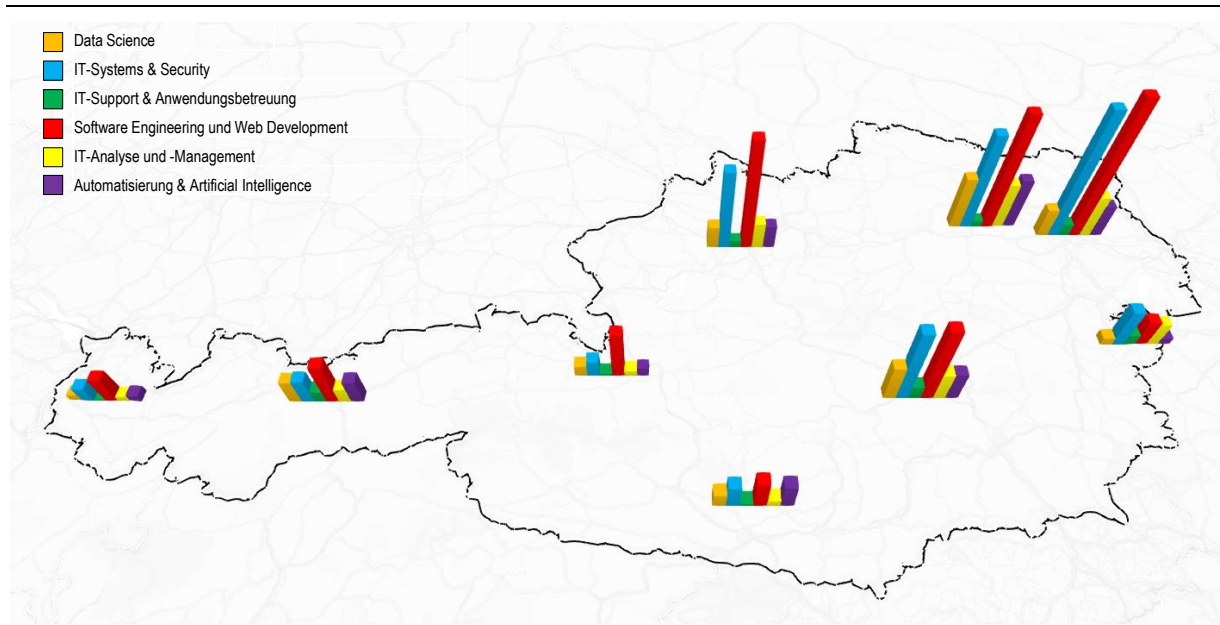 Data Science
IT-Systems & Security
IT-Support & Anwendungsbetreuung
Software Engineering und Web Development
IT-Analyse und -Management
Automatisierung & Artificial Intelligence